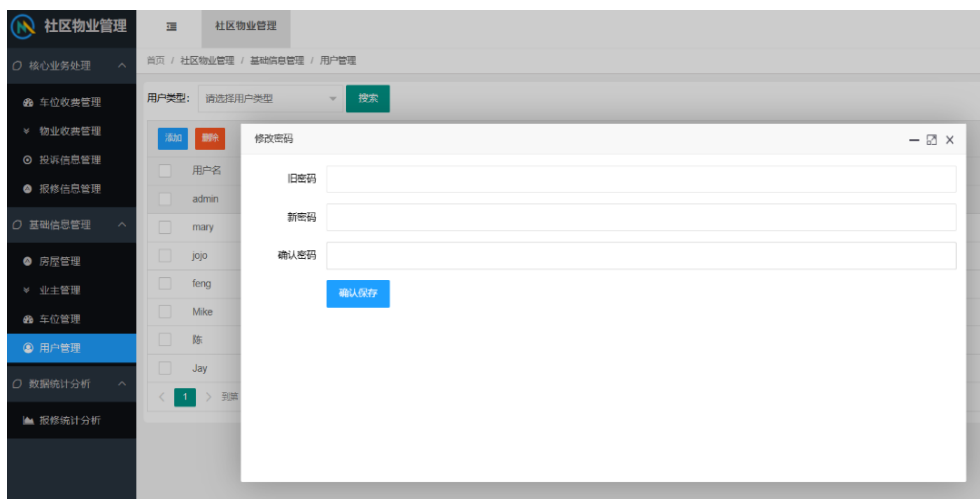 社区物业管理
社区物业管理
首页 / 社区物业管理 / 基础信息管理 / 用户管理
核心业务处理
车位收费管理
物业收费管理
投诉信息管理
报修信息管理
基础信息管理
房屋管理
业主管理
车位管理
用户管理
数据统计分析
报修统计分析
用户类型： 请选择用户类型 搜索
添加 删除
用户名
admin
mary
jojo
feng
Mike
陈
Jay
1 到第
修改密码
旧密码
新密码
确认密码
确认保存